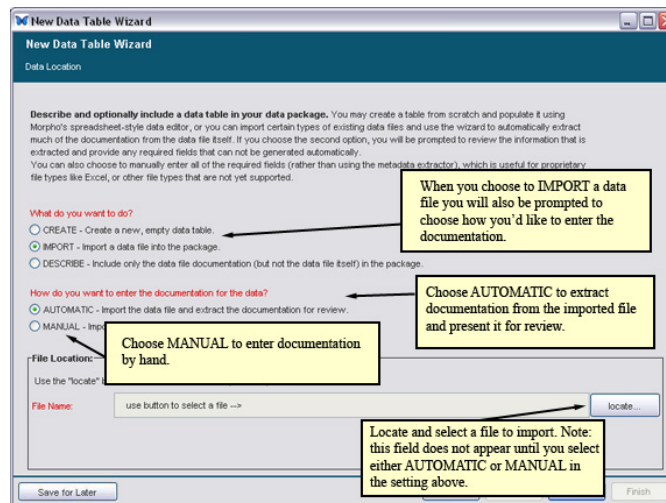 New Data Table Wizard
New Data Table Wizard
Data Location
Describe and optionally include a data table in your data package. You may create a table from scratch and populate it using
Morpho's spreadsheet-style data editor, or you can import certain types of existing data files and use the wizard to automatically extract
much of the documentation from the data file itself. If you choose the second option, you will be prompted to review the information that is
extracted and provide any required fields that can not be generated automatically.
You can also choose to manually enter all of the required fields (rather than using the metadata extractor), which is useful for proprietary
file types like Excel, or other file types that are not yet supported.
When you choose to IMPORT a data
file you will also be prompted to
choose how you'd like to enter the
documentation.
What do you want to do?
CREATE - Create a new, empty data table.
IMPORT - Import a data file into the package.
DESCRIBE - Include only the data file documentation (but not the data file itself) in the package.
How do you want to enter the documentation for the data?
AUTOMATIC - Import the data file and extract the documentation for review.
Choose AUTOMATIC to extract
documentation from the imported file
and present it for review.
MANUAL -
Choose MANUAL to enter documentation
by hand.
File Location:
Use the "locate"
File Name:
use button to select a file -->
locate...
Locate and select a file to import. Note:
this field does not appear until you select
either AUTOMATIC or MANUAL in
the setting above.
Save for Later
Finish